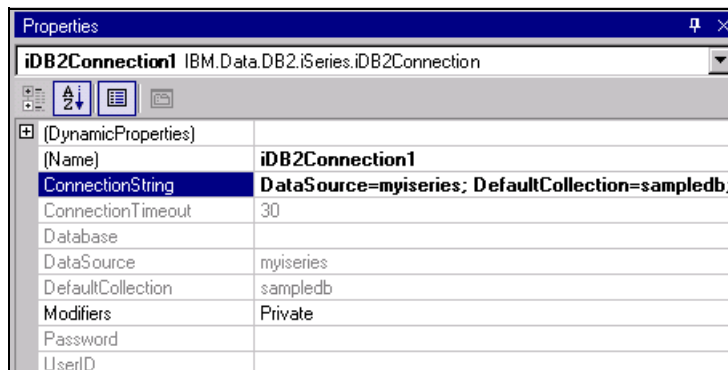 Properties
iDB2Connection1 IBM.Data.DB2.iSeries.iDB2Connection
(DynamicProperties)
(Name) iDB2Connection1
ConnectionString DataSource=myiseries; DefaultCollection=sampledb,
ConnectionTimeout 30
Database
DataSource myiseries
DefaultCollection sampledb
Modifiers Private
Password
UserID